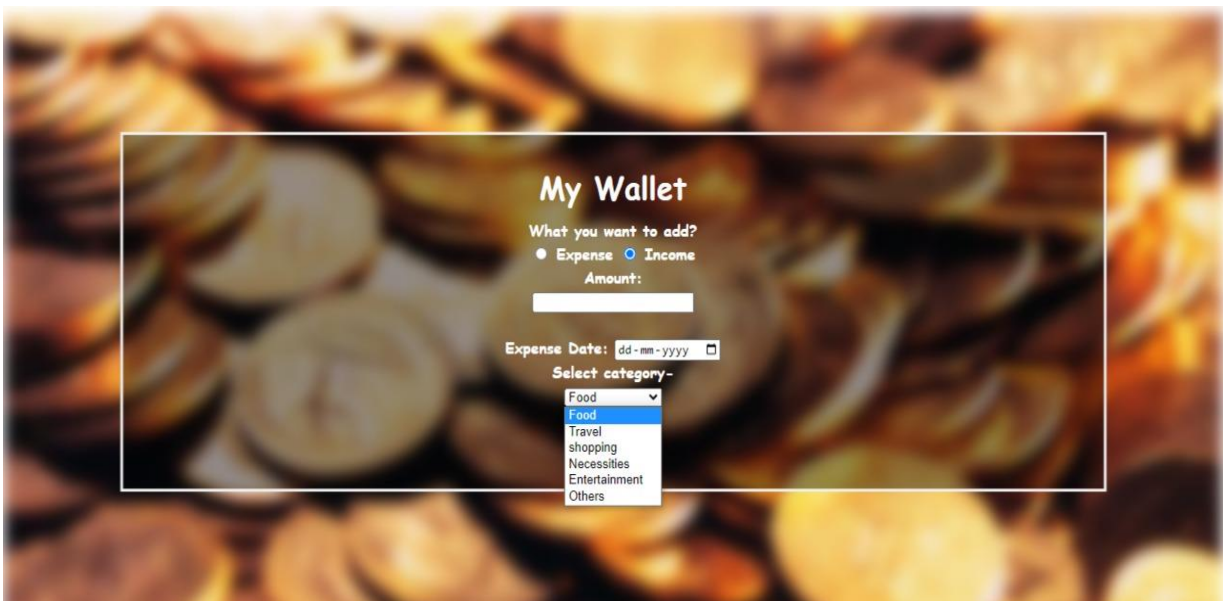 My Wallet
What you want to add?
Expense Income
Amount:
Expense Date: dd-mm-yyyy
Select category-
Food
Food
Travel
shopping
Necessities
Entertainment
Others